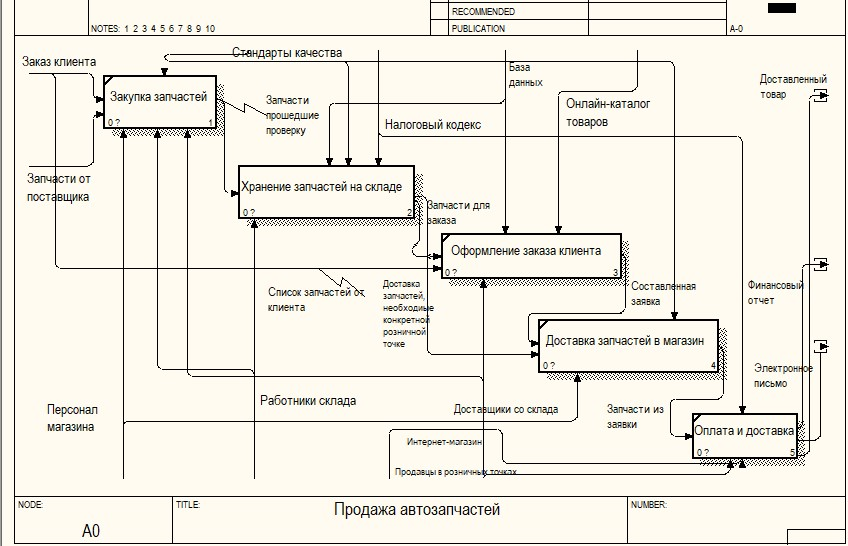 RECOMMENDED
NOTES: 1 2 3 4 5 6 7 8 9 10
PUBLICATION
A-0
Стандарты качества
Заказ клиента
База
данных
Доставленный
товар
Закупка запчастей
0 ?
1
Запчасти
прошедшие
проверку
Онлайн-каталог
товаров
Налоговый кодекс
Запчасти от
поставщика
Хранение запчастей на складе
0 ?
2
Запчасти для
заказа
Оформление заказа клиента
0 ?
3
Список запчастей от
клиента
Доставка
запчастей,
необходиые
конкретной
розничной
точке
Составленная
заявка
Финансовый
отчет
Доставка запчастей в магазин
0 ?
4
Электронное
письмо
Персонал
магазина
Работники склада
Доставщики со склада
Запчасти из
заявки
Оплата и доставка
0 ?
5
Интернет-магазин
Продавцы в розничных точках
NODE:
A0
TITLE:
Продажа автозапчастей
NUMBER: